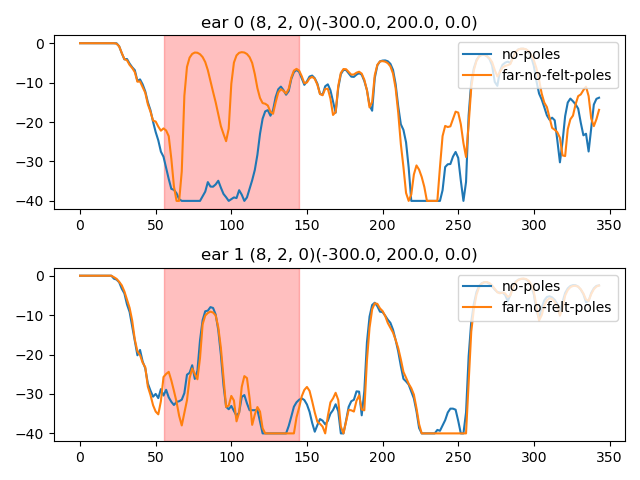 ear 0 (8, 2, 0)(-300.0, 200.0, 0.0)
0
−10
−20
−30
−40
no-poles
far-no-felt-poles
0 50 100 150 200 250 300 350
ear 1 (8, 2, 0)(-300.0, 200.0, 0.0)
0
−10
−20
−30
−40
no-poles
far-no-felt-poles
0 50 100 150 200 250 300 350